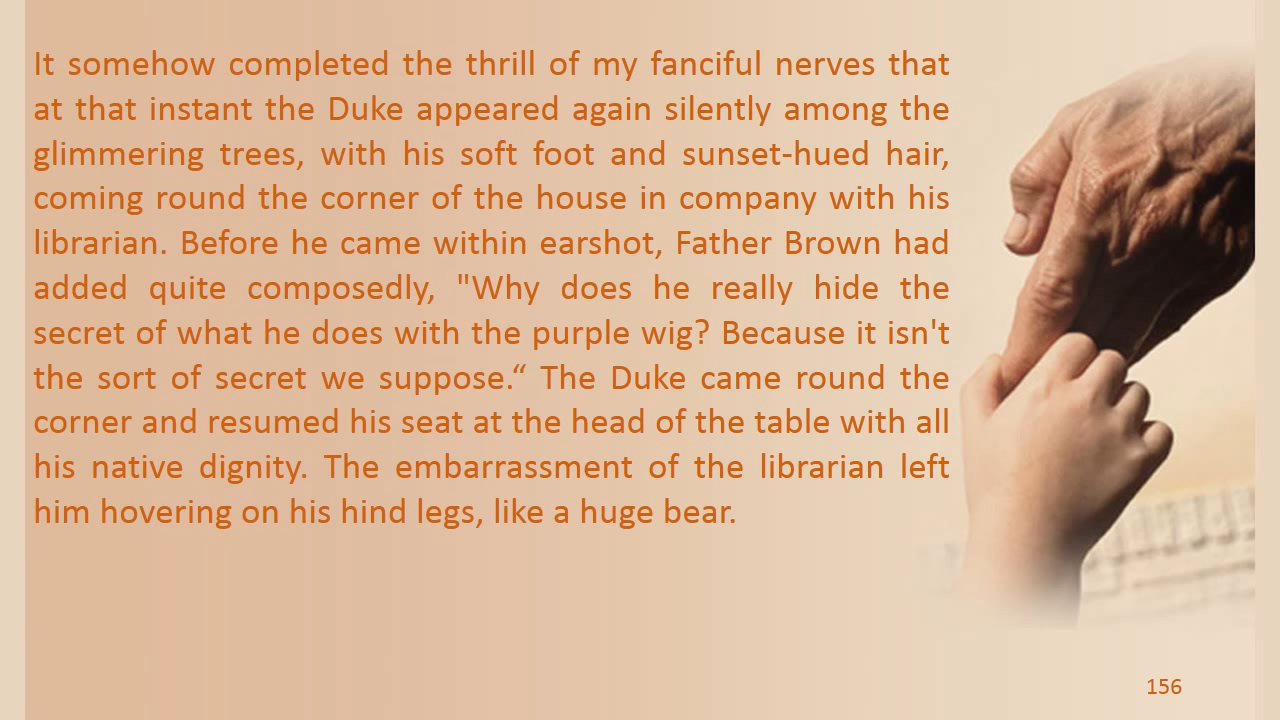 It somehow completed the thrill of my fanciful nerves that
at that instant the Duke appeared again silently among the
glimmering trees, with his soft foot and sunset-hued hair,
coming round the corner of the house in company with his
librarian. Before he came within earshot, Father Brown had
added quite composedly, "Why does he really hide the
secret of what he does with the purple wig? Because it isn't
the sort of secret we suppose.“ The Duke came round the
corner and resumed his seat at the head of the table with all
his native dignity. The embarrassment of the librarian left
him hovering on his hind legs, like a huge bear.
156